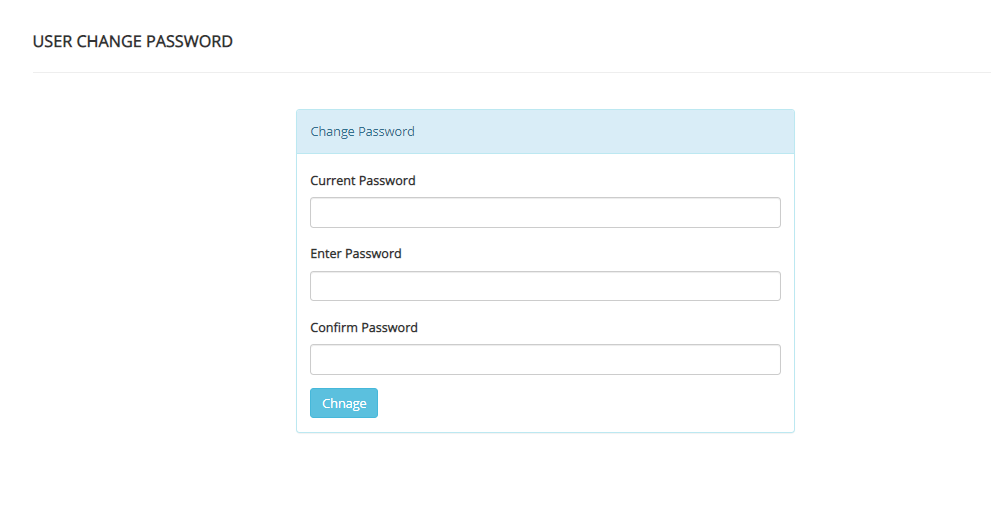 USER CHANGE PASSWORD
Change Password
Current Password
Enter Password
Confirm Password
Chnage